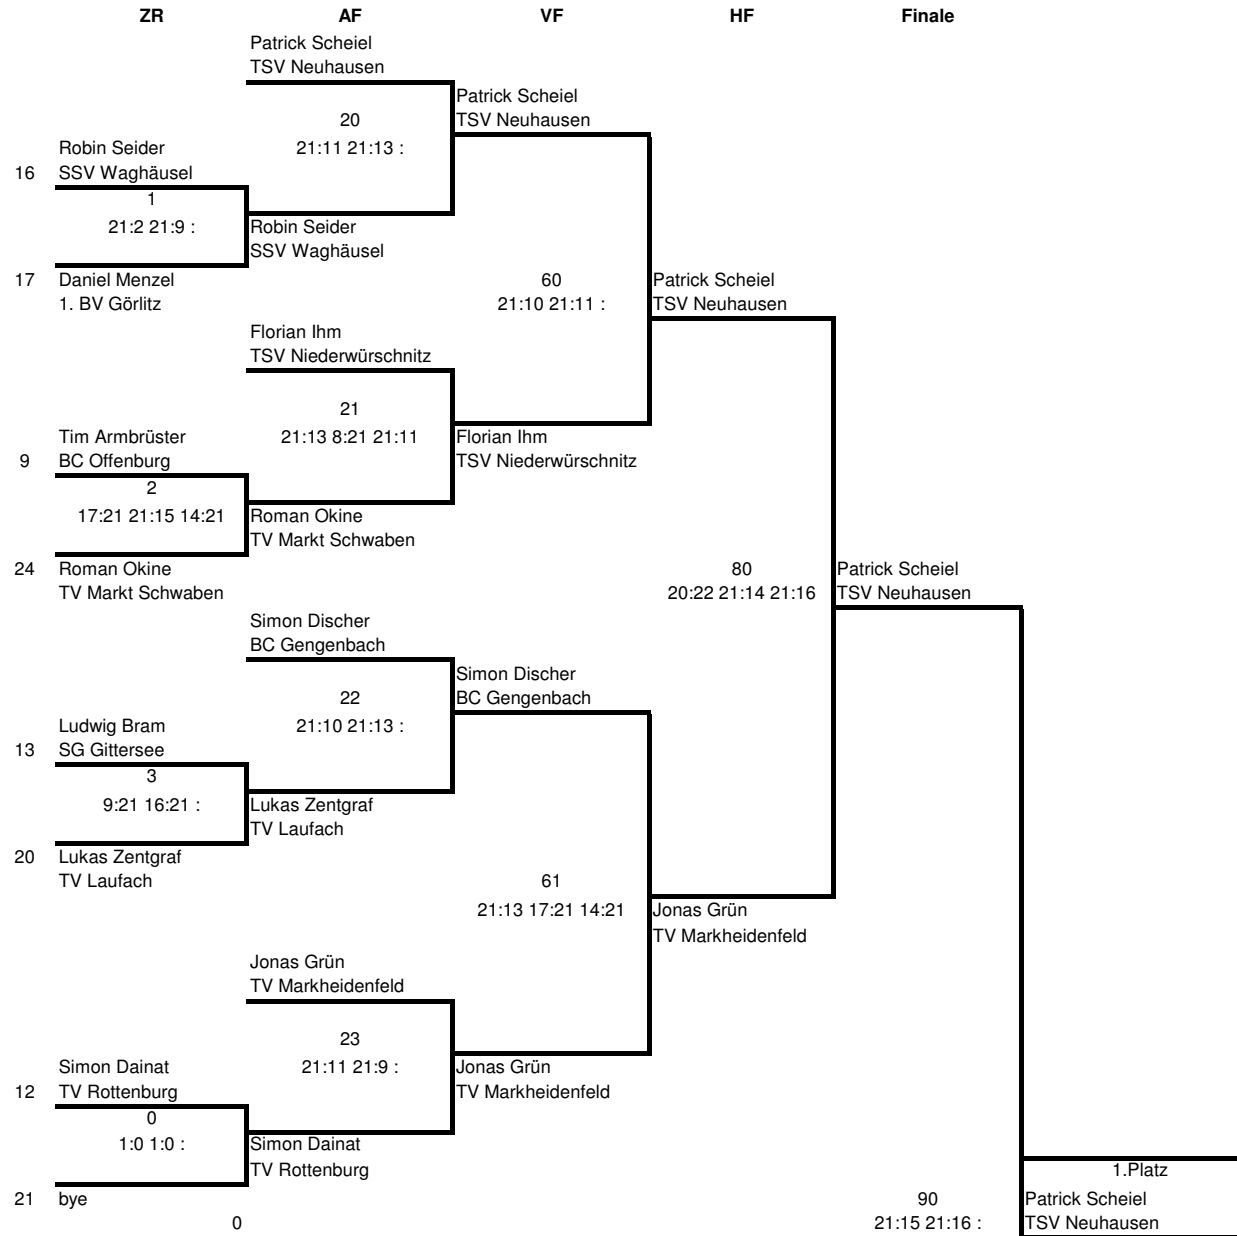 ZR AF VF HF Finale
Patrick Scheiel
TSV Neuhausen
Patrick Scheiel
20 TSV Neuhausen
Robin Seider 21:11 21:13 :
16 SSV Waghäusel
1
21:2 21:9 : Robin Seider
SSV Waghäusel
17 Daniel Menzel 60 Patrick Scheiel
1. BV Görlitz 21:10 21:11 : TSV Neuhausen
Florian Ihm
TSV Niederwürschnitz
21
Tim Armbrüster 21:13 8:21 21:11 Florian Ihm
9 BC Offenburg TSV Niederwürschnitz
2
17:21 21:15 14:21 Roman Okine
TV Markt Schwaben
24 Roman Okine 80 Patrick Scheiel
TV Markt Schwaben 20:22 21:14 21:16 TSV Neuhausen
Simon Discher
BC Gengenbach
Simon Discher
22 BC Gengenbach
Ludwig Bram 21:10 21:13 :
13 SG Gittersee
3
9:21 16:21 : Lukas Zentgraf
TV Laufach
20 Lukas Zentgraf
TV Laufach 61
21:13 17:21 14:21 Jonas Grün
TV Markheidenfeld
Jonas Grün
TV Markheidenfeld
23
Simon Dainat 21:11 21:9 : Jonas Grün
12 TV Rottenburg TV Markheidenfeld
0
1:0 1:0 : Simon Dainat
TV Rottenburg 1.Platz
21 bye 90 Patrick Scheiel
0 21:15 21:16 : TSV Neuhausen